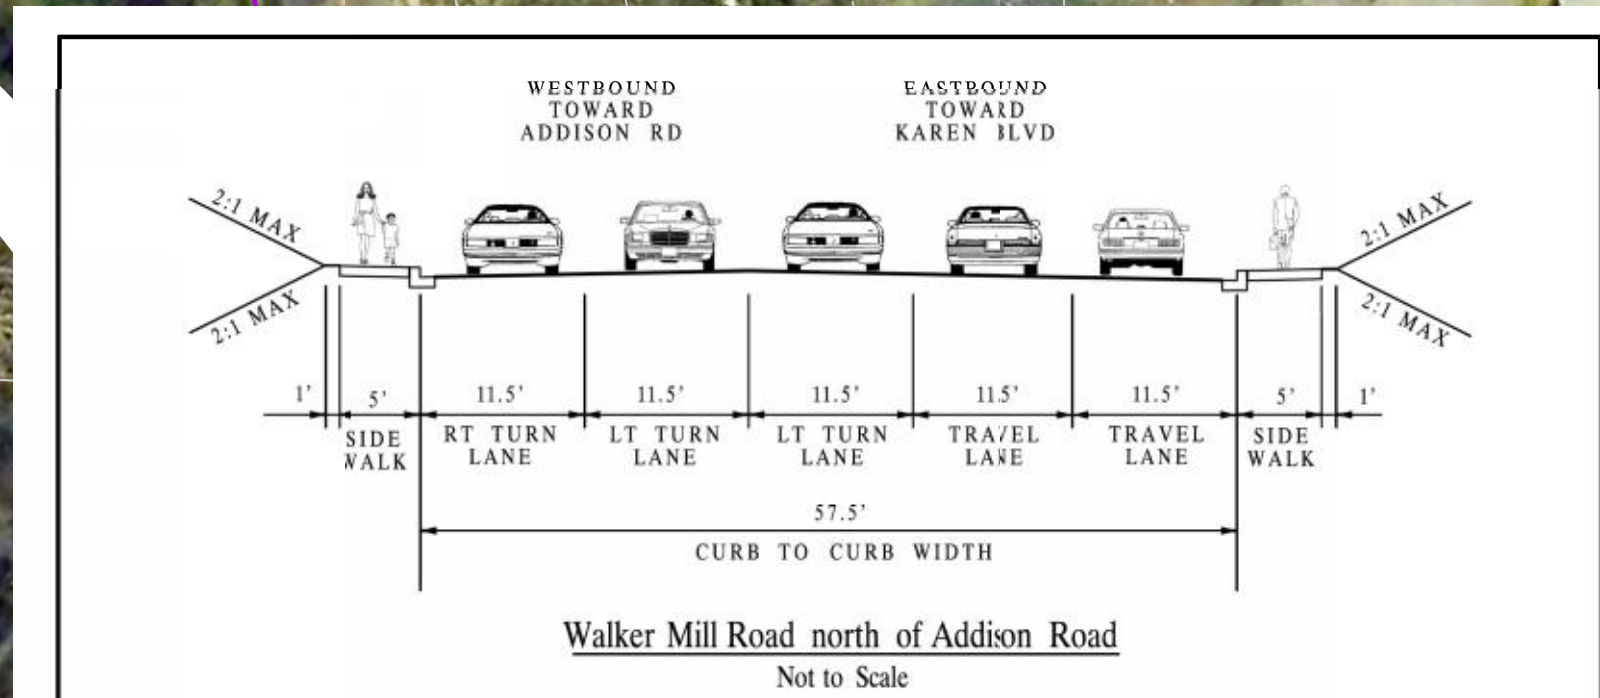 WESTBOUND
TOWARD
ADDISON RD
EASTBOUND
TOWARD
KAREN BLVD
2:1 MAX
2:1 MAX
2:1 MAX
2:1 MAX
1' 5' 11.5' 11.5' 11.5' 11.5' 11.5' 5' 1'
SIDE WALK
RT TURN LANE
LT TURN LANE
LT TURN LANE
TRAVEL LANE
TRAVEL LANE
SIDE WALK
57.5'
CURB TO CURB WIDTH
Walker Mill Road north of Addison Road
Not to Scale